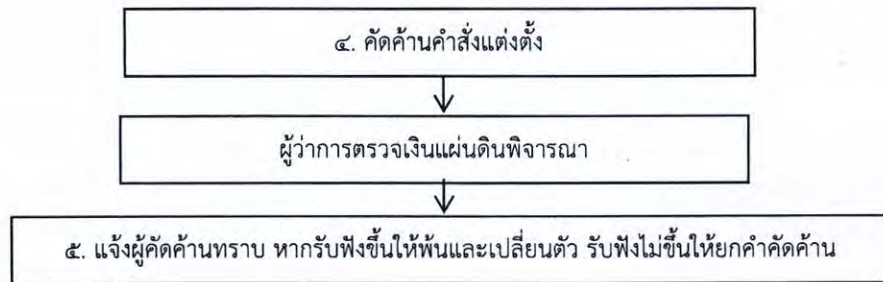 ๔. คัดค้านคำสั่งแต่งตั้ง
ผู้ว่าการตรวจเงินแผ่นดินพิจารณา
๕. แจ้งผู้คัดค้านทราบ หากรับฟังขึ้นให้พ้นและเปลี่ยนตัว รับฟังไม่ขึ้นให้ยกคำคัดค้าน